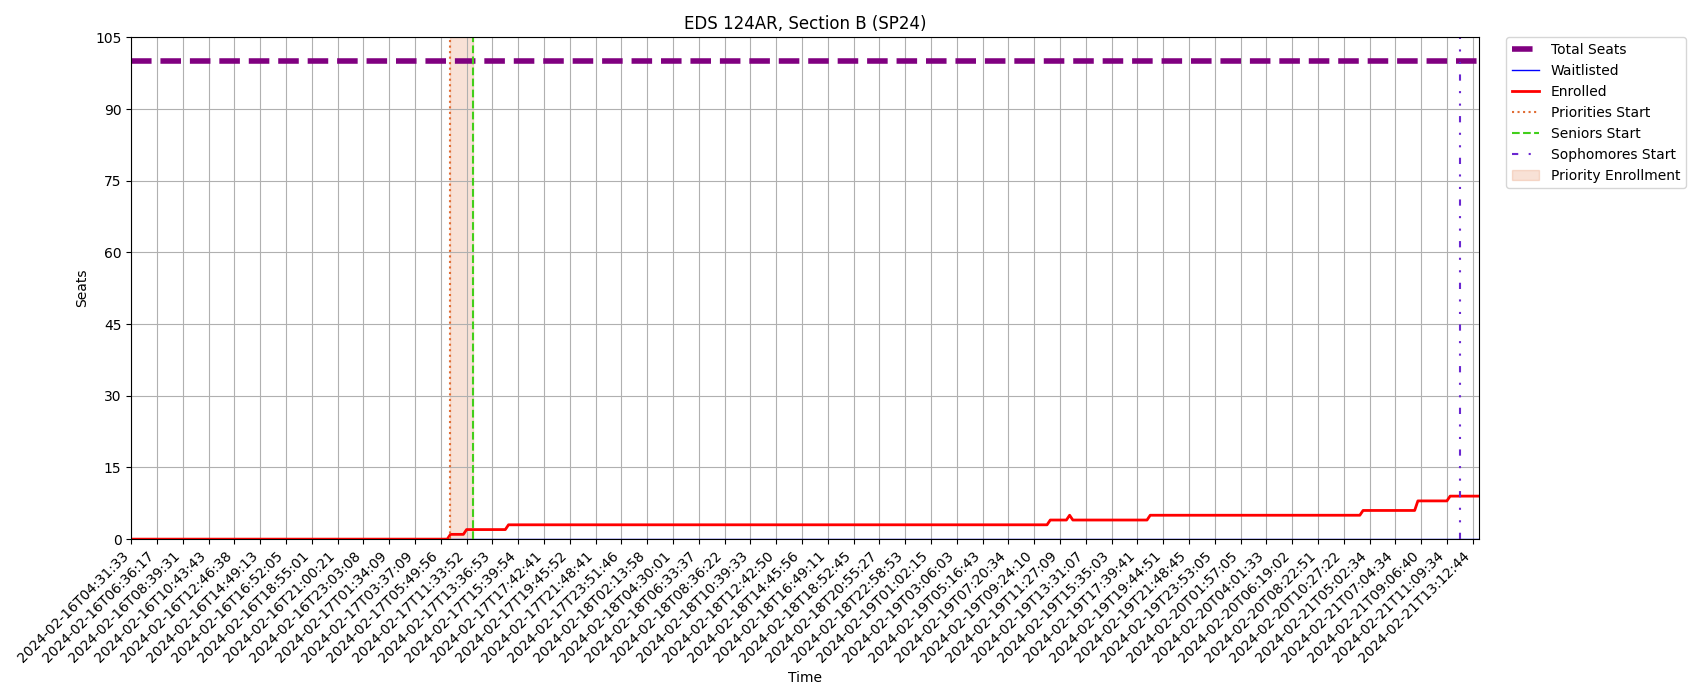 EDS 124AR, Section B (SP24)
105
90
75
60
45
30
15
0
Seats
2024-02-16T04:31:33
2024-02-16T06:36:17
2024-02-16T08:39:31
2024-02-16T10:43:43
2024-02-16T12:46:38
2024-02-16T14:49:13
2024-02-16T16:52:05
2024-02-16T18:55:01
2024-02-16T21:00:21
2024-02-16T23:03:08
2024-02-17T01:34:09
2024-02-17T03:37:09
2024-02-17T05:49:56
2024-02-17T11:33:52
2024-02-17T13:36:53
2024-02-17T15:39:54
2024-02-17T17:42:41
2024-02-17T19:45:52
2024-02-17T21:48:41
2024-02-17T23:51:46
2024-02-18T02:13:58
2024-02-18T04:30:01
2024-02-18T06:33:37
2024-02-18T08:36:22
2024-02-18T10:39:33
2024-02-18T12:42:50
2024-02-18T14:45:56
2024-02-18T16:49:11
2024-02-18T18:52:45
2024-02-18T20:55:27
2024-02-18T22:58:53
2024-02-19T01:02:15
2024-02-19T03:06:03
2024-02-19T05:16:43
2024-02-19T07:20:34
2024-02-19T09:24:10
2024-02-19T11:27:09
2024-02-19T13:31:07
2024-02-19T15:35:03
2024-02-19T17:39:41
2024-02-19T19:44:51
2024-02-19T21:48:45
2024-02-19T23:53:05
2024-02-20T01:57:05
2024-02-20T04:01:33
2024-02-20T06:19:02
2024-02-20T08:22:51
2024-02-20T10:27:22
2024-02-21T05:02:34
2024-02-21T07:04:34
2024-02-21T09:06:40
2024-02-21T11:09:34
2024-02-21T13:12:44
Time
Total Seats
Waitlisted
Enrolled
Priorities Start
Seniors Start
Sophomores Start
Priority Enrollment